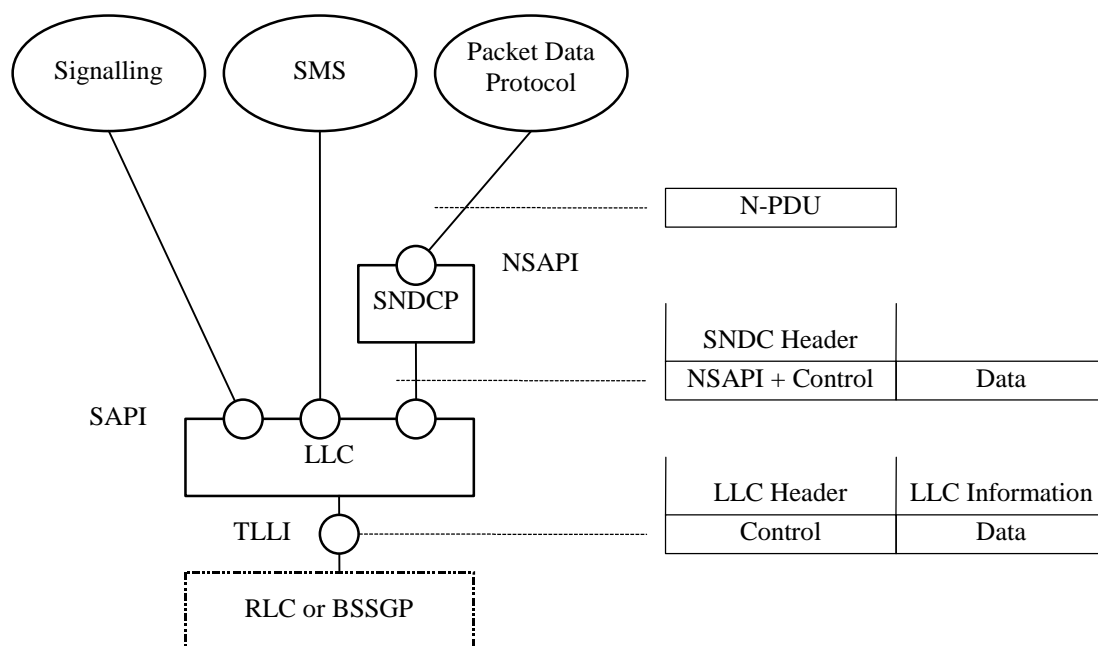 Signalling
SMS
Packet Data
Protocol
N-PDU
NSAPI
SNDCP
SNDC Header
NSAPI + Control
Data
SAPI
LLC
LLC Header
LLC Information
TLLI
Control
Data
RLC or BSSGP